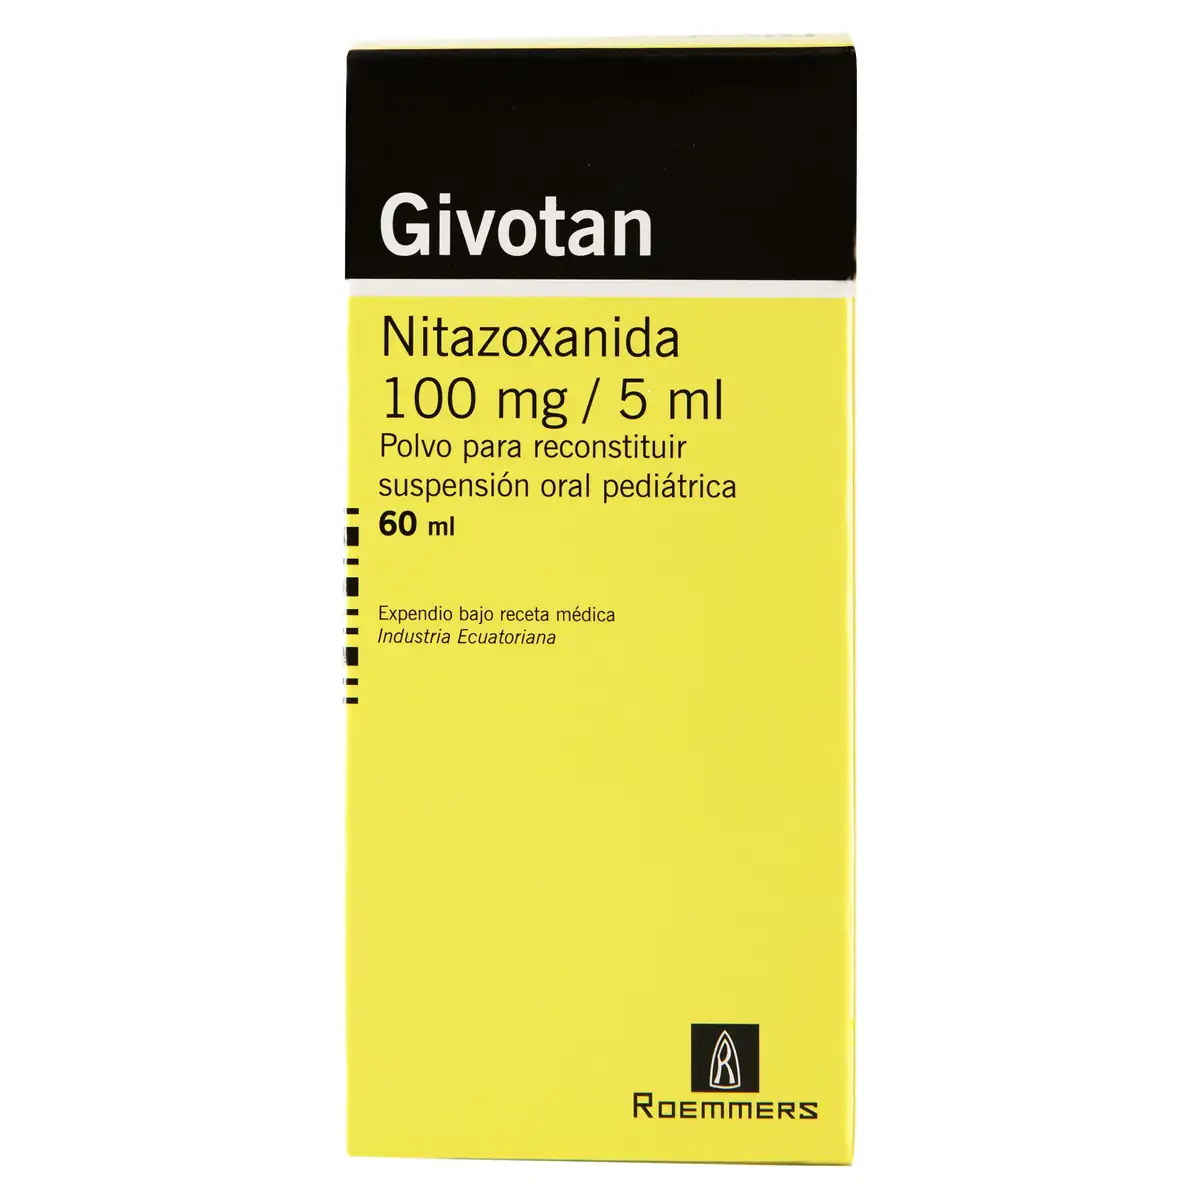 Givotan
Nitazoxanida
100 mg / 5 ml
Polvo para reconstituir
suspensión oral pediátrica
60 ml
Expendio bajo receta médica
Industria Ecuatoriana
R
ROEMMERS